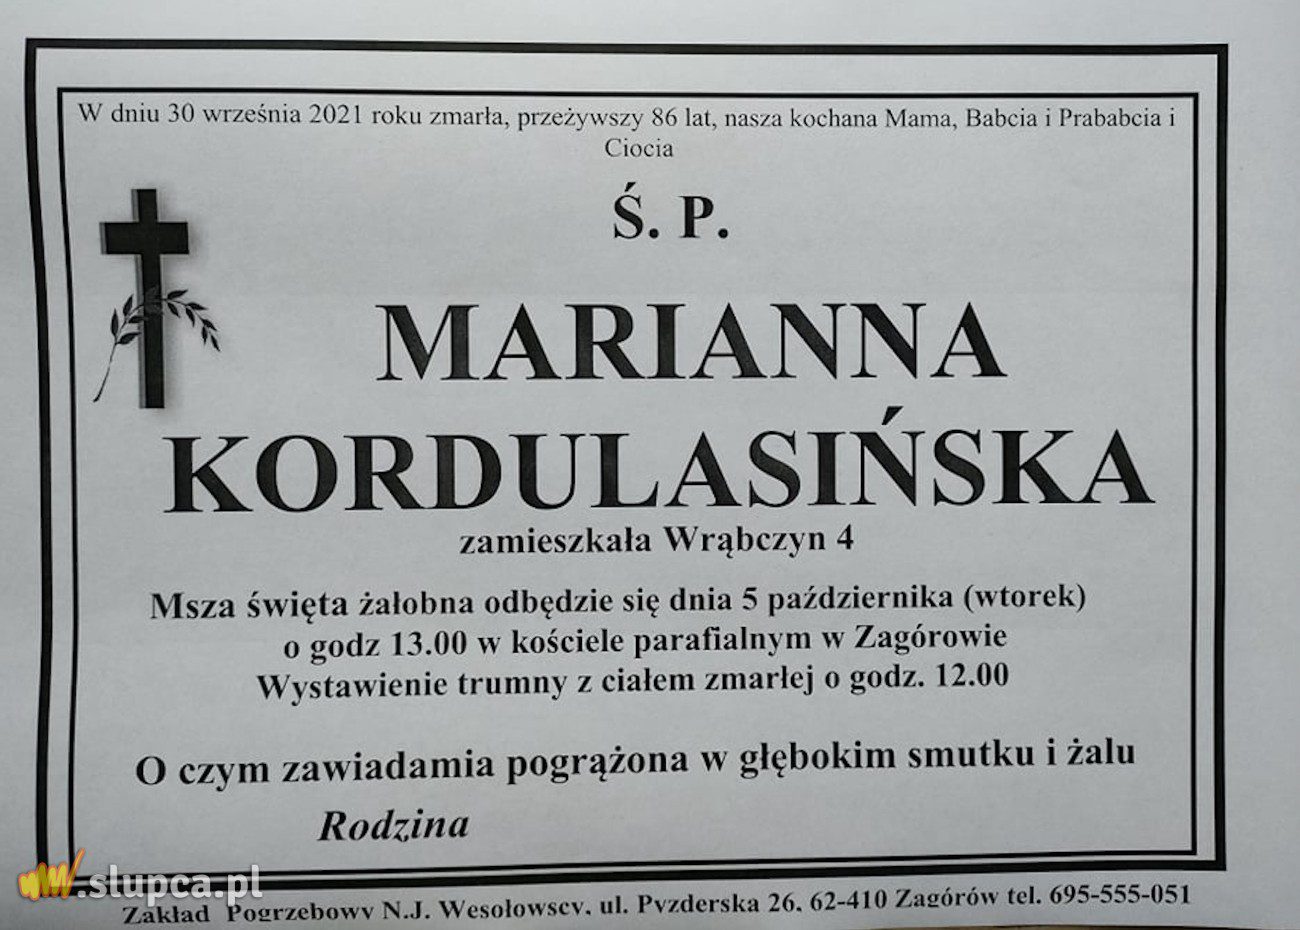 W dniu 30 września 2021 roku zmarła, przeżywszy 86 lat, nasza kochana Mama, Babcia i Prababcia i
Ciocia
Ś. P.
MARIANNA
KORDULASIŃSKA
zamieszkała Wrąbczyn 4
Msza święta żałobna odbędzie się dnia 5 października (wtorek)
o godz 13.00 w kościele parafialnym w Zagórowie
Wystawienie trumny z ciałem zmarłej o godz. 12.00
O czym zawiadamia pogrążona w głębokim smutku i żalu
Rodzina
.slupca.pl
Zakład Pogrzebowy N.J. Wesołowscy, ul. Pyzderska 26, 62-410 Zagórów tel. 695-555-051